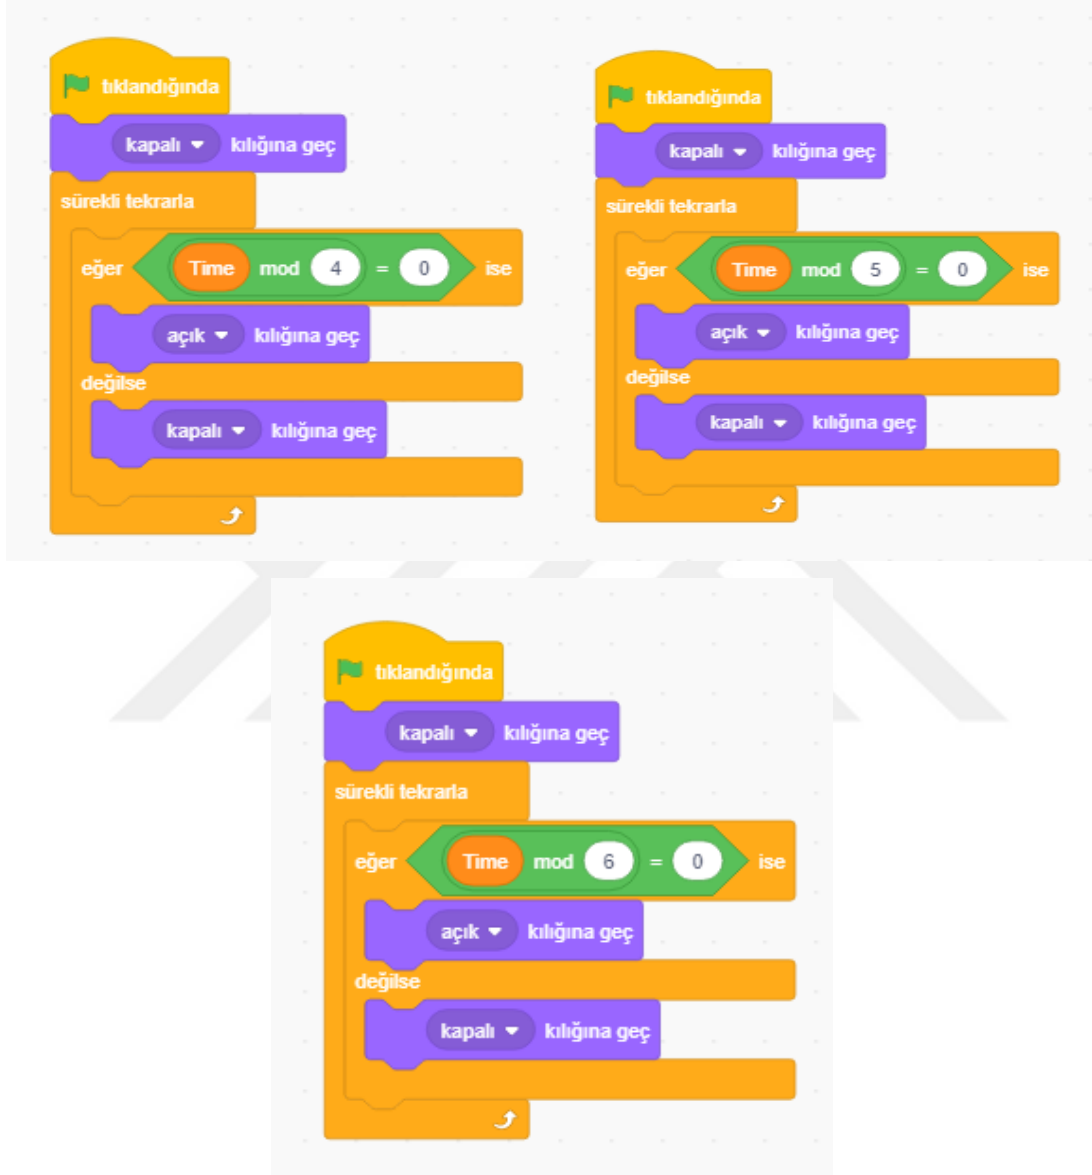 tıklandığında
kapalı kılığına geç
sürekli tekrarla
eğer Time mod 4 = 0 ise
açık kılığına geç
değilse
kapalı kılığına geç
tıklandığında
kapalı kılığına geç
sürekli tekrarla
eğer Time mod 5 = 0 ise
açık kılığına geç
değilse
kapalı kılığına geç
tıklandığında
kapalı kılığına geç
sürekli tekrarla
eğer Time mod 6 = 0 ise
açık kılığına geç
değilse
kapalı kılığına geç